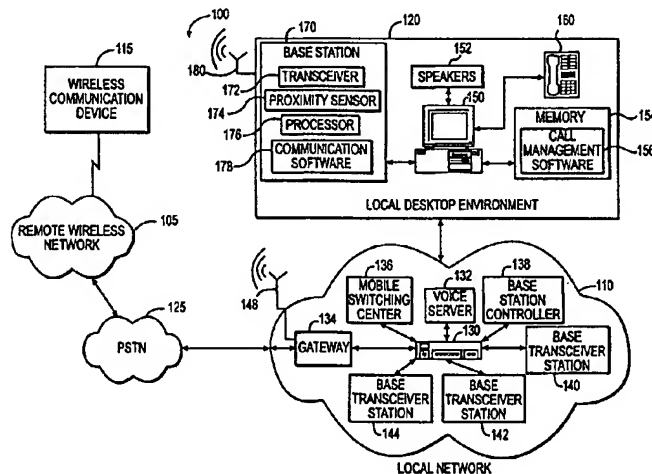 100
115
WIRELESS
COMMUNICATION
DEVICE
105
REMOTE WIRELESS
NETWORK
125
PSTN
170
120
BASE STATION
180
172
TRANSCEIVER
174
PROXIMITY SENSOR
176
PROCESSOR
178
COMMUNICATION
SOFTWARE
152
SPEAKERS
150
160
MEMORY
154
CALL
MANAGEMENT
SOFTWARE
156
LOCAL DESKTOP ENVIRONMENT
148
136
MOBILE
SWITCHING
CENTER
132
VOICE
SERVER
138
BASE
STATION
CONTROLLER
110
134
GATEWAY
130
BASE
TRANSCEIVER
STATION
140
BASE
TRANSCEIVER
STATION
144
BASE
TRANSCEIVER
STATION
142
LOCAL NETWORK